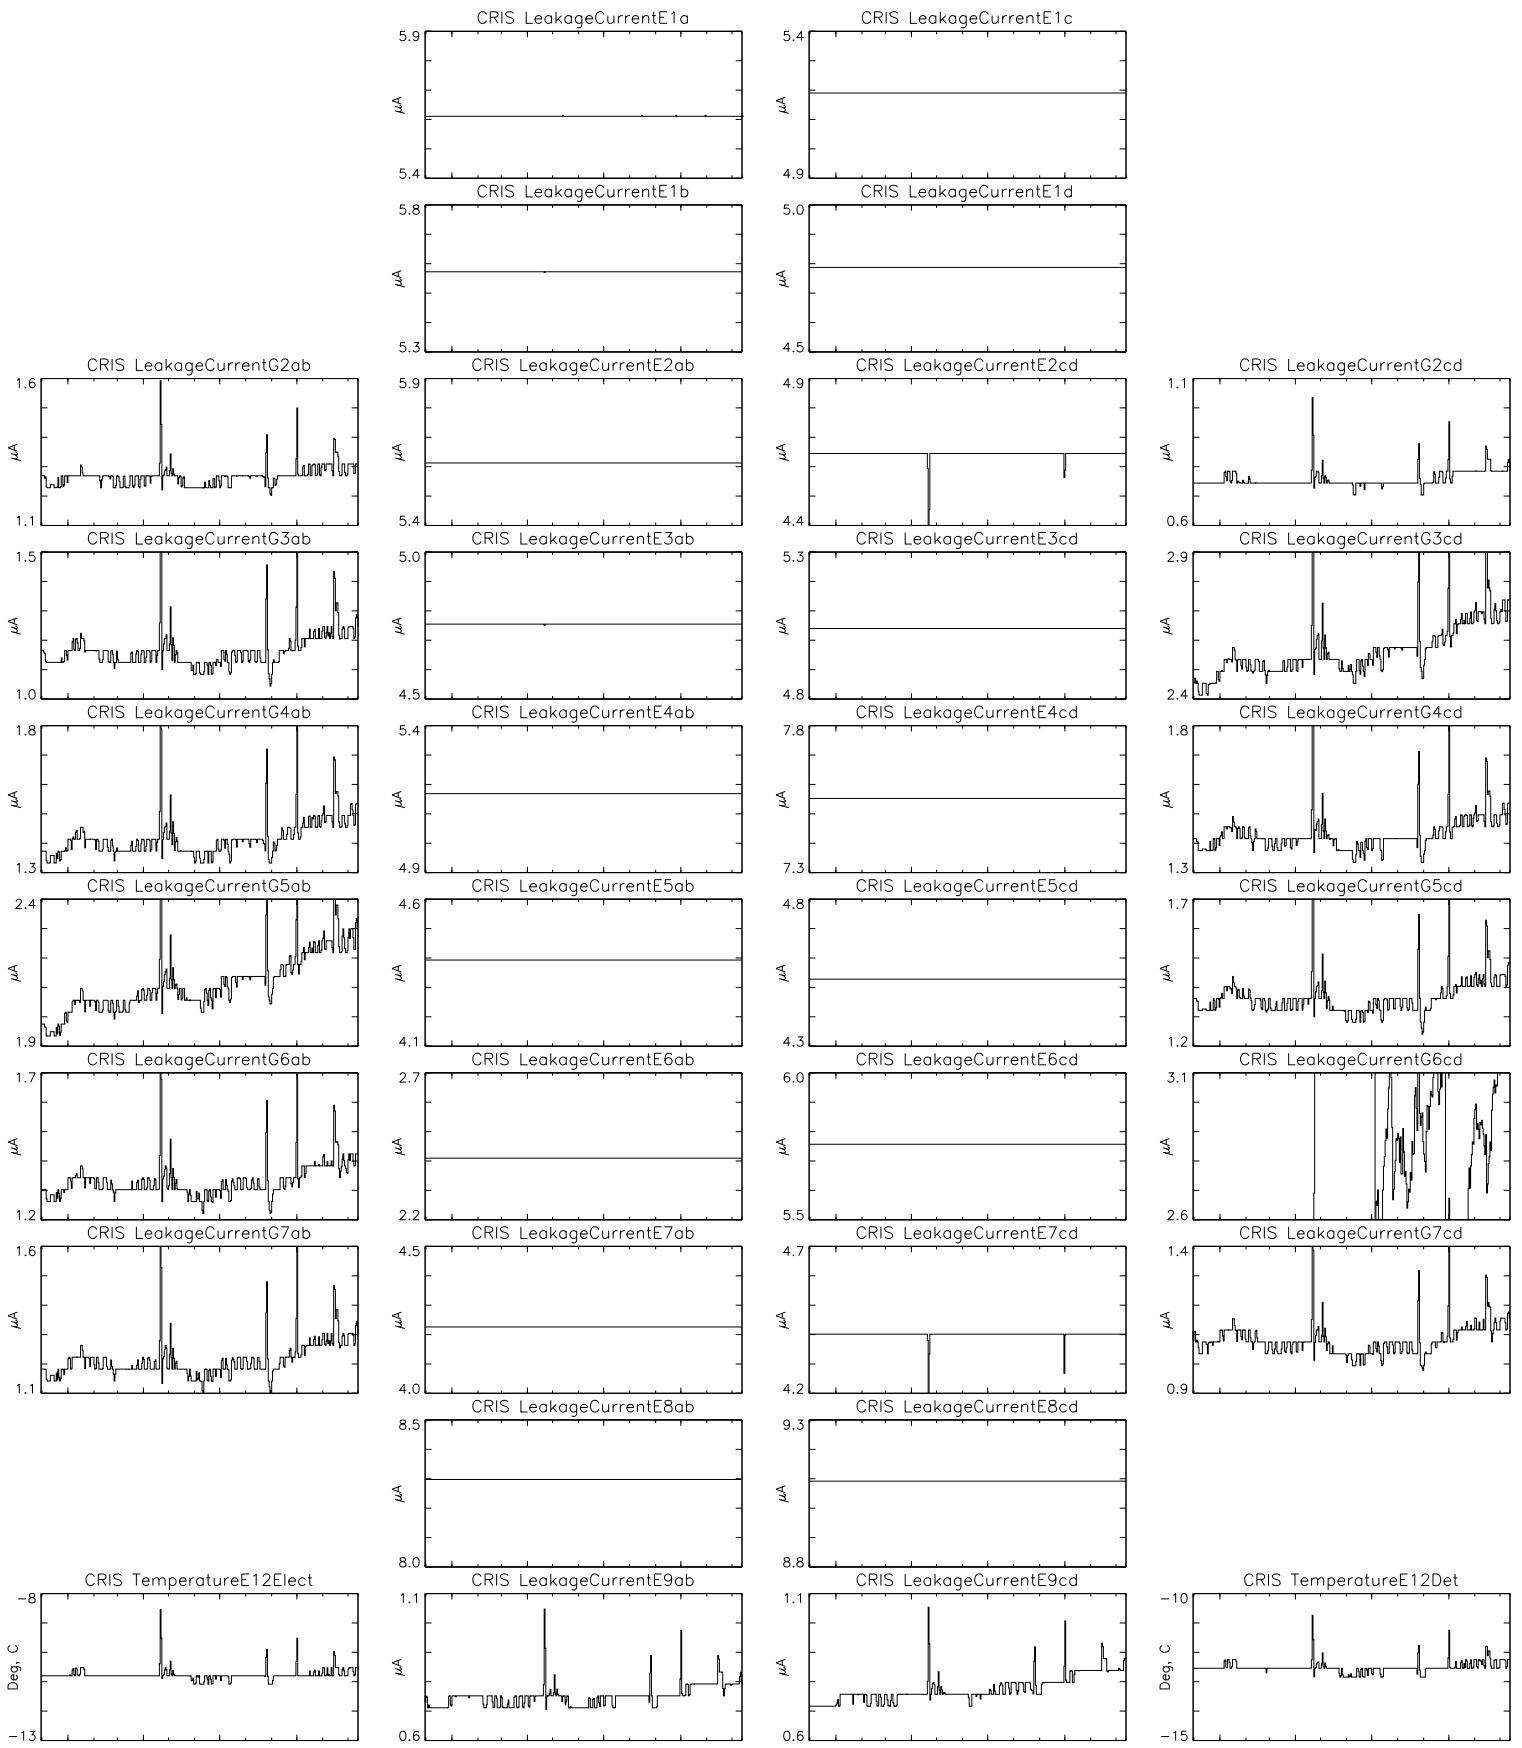 CRIS LeakageCurrentE1a CRIS LeakageCurrentE1c
5.9 5.4
μA μA
5.4 4.9
CRIS LeakageCurrentE1b CRIS LeakageCurrentE1d
5.8 5.0
μA μA
5.3 4.5
CRIS LeakageCurrentG2ab CRIS LeakageCurrentE2ab CRIS LeakageCurrentE2cd CRIS LeakageCurrentG2cd
1.6 5.9 4.9 1.1
μA μA μA μA
1.1 5.4 4.4 0.6
CRIS LeakageCurrentG3ab CRIS LeakageCurrentE3ab CRIS LeakageCurrentE3cd CRIS LeakageCurrentG3cd
1.5 5.0 5.3 2.9
μA μA μA μA
1.0 4.5 4.8 2.4
CRIS LeakageCurrentG4ab CRIS LeakageCurrentE4ab CRIS LeakageCurrentE4cd CRIS LeakageCurrentG4cd
1.8 5.4 7.8 1.8
μA μA μA μA
1.3 4.9 7.3 1.3
CRIS LeakageCurrentG5ab CRIS LeakageCurrentE5ab CRIS LeakageCurrentE5cd CRIS LeakageCurrentG5cd
2.4 4.6 4.8 1.7
μA μA μA μA
1.9 4.1 4.3 1.2
CRIS LeakageCurrentG6ab CRIS LeakageCurrentE6ab CRIS LeakageCurrentE6cd CRIS LeakageCurrentG6cd
1.7 2.7 6.0 3.1
μA μA μA μA
1.2 2.2 5.5 2.6
CRIS LeakageCurrentG7ab CRIS LeakageCurrentE7ab CRIS LeakageCurrentE7cd CRIS LeakageCurrentG7cd
1.6 4.5 4.7 1.4
μA μA μA μA
1.1 4.0 4.2 0.9
CRIS LeakageCurrentE8ab CRIS LeakageCurrentE8cd
8.5 9.3
μA μA
8.0 8.8
CRIS TemperatureE12Elect CRIS LeakageCurrentE9ab CRIS LeakageCurrentE9cd CRIS TemperatureE12Det
-8 1.1 1.1 -10
Deg, C μA μA Deg, C
-13 0.6 0.6 -15